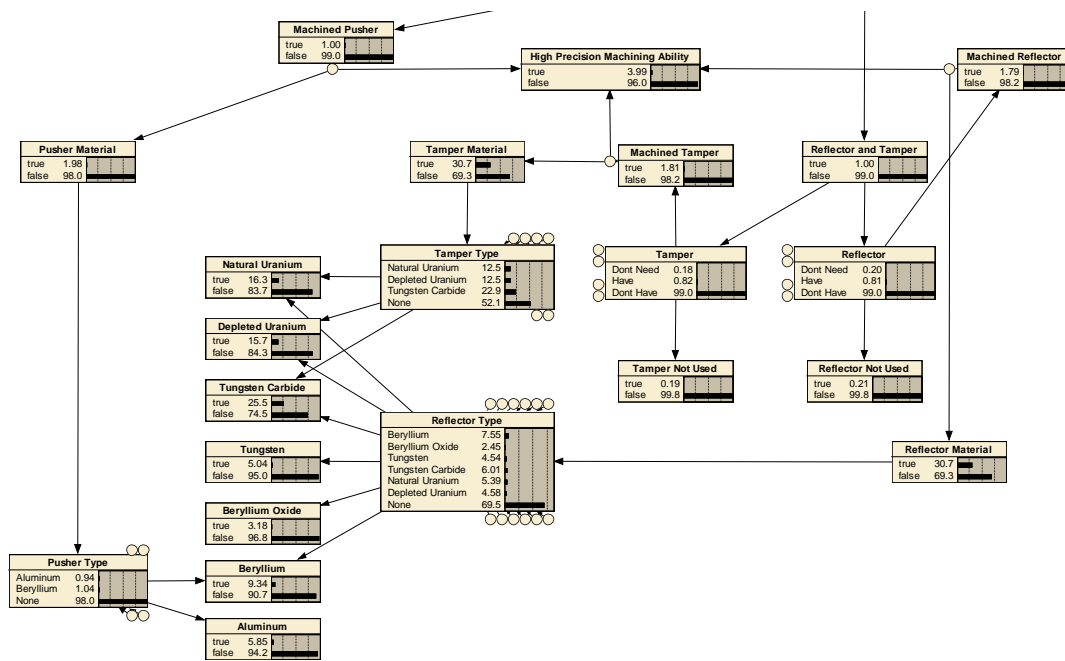 Machined Pusher
true 1.00
false 99.0
High Precision Machining Ability
true 3.99
false 96.0
Machined Reflector
true 1.79
false 98.2
Pusher Material
true 1.98
false 98.0
Tamper Material
true 30.7
false 69.3
Machined Tamper
true 1.81
false 98.2
Reflector and Tamper
true 1.00
false 99.0
Tamper Type
Natural Uranium 12.5
Depleted Uranium 12.5
Tungsten Carbide 22.9
None 52.1
Tamper
Dont Need 0.18
Have 0.82
Dont Have 99.0
Reflector
Dont Need 0.20
Have 0.81
Dont Have 99.0
Natural Uranium
true 16.3
false 83.7
Depleted Uranium
true 15.7
false 84.3
Tamper Not Used
true 0.19
false 99.8
Reflector Not Used
true 0.21
false 99.8
Tungsten Carbide
true 25.5
false 74.5
Reflector Type
Beryllium 7.55
Beryllium Oxide 2.45
Tungsten 4.54
Tungsten Carbide 6.01
Natural Uranium 5.39
Depleted Uranium 4.58
None 69.5
Tungsten
true 5.04
false 95.0
Reflector Material
true 30.7
false 69.3
Beryllium Oxide
true 3.18
false 96.8
Pusher Type
Aluminum 0.94
Beryllium 1.04
None 98.0
Beryllium
true 9.34
false 90.7
Aluminum
true 5.85
false 94.2